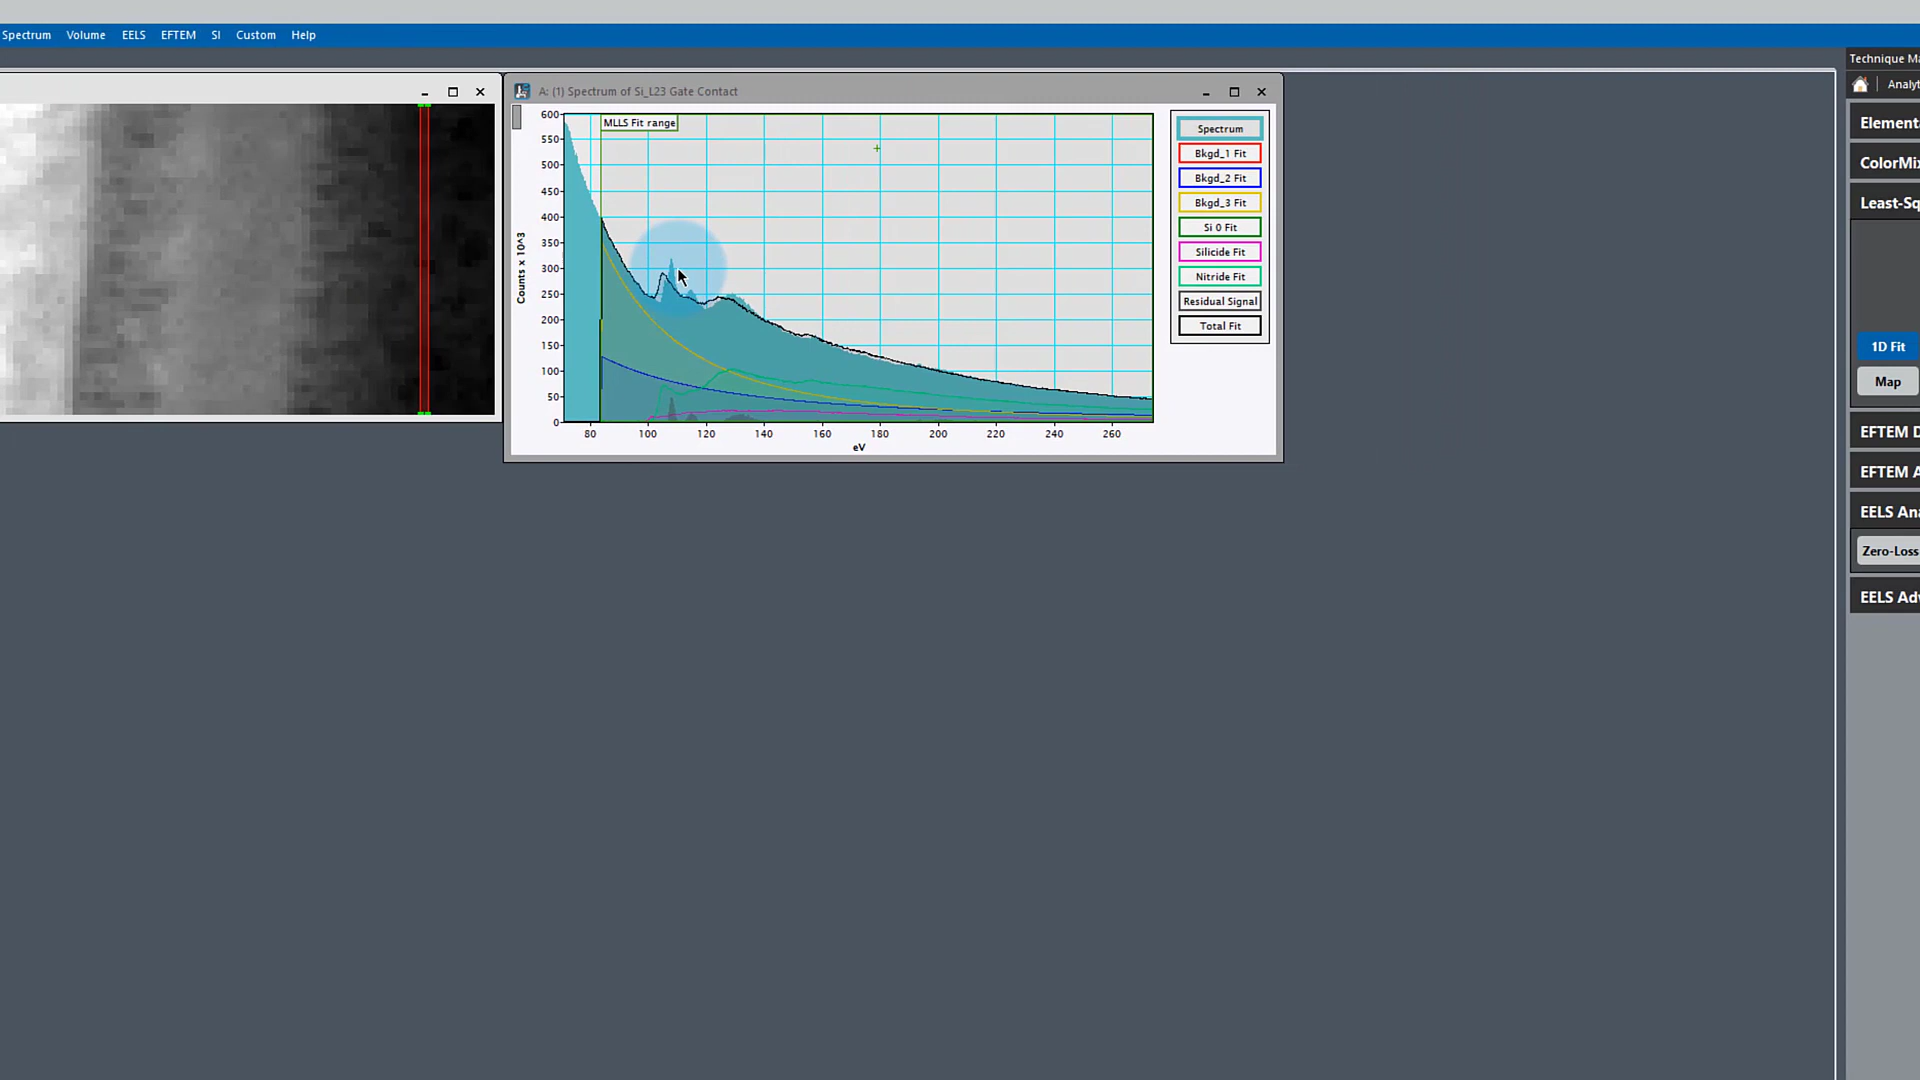 Spectrum Volume EELS EFTEM SI Custom Help
Technique Ma
Analyt
A: (1) Spectrum of Si_L23 Gate Contact
MLLS Fit range
Counts x 10^3
600
550
500
450
400
350
300
250
200
150
100
50
0
80 100 120 140 160 180 200 220 240 260
eV
Spectrum
Bkgd_1 Fit
Bkgd_2 Fit
Bkgd_3 Fit
Si 0 Fit
Silicide Fit
Nitride Fit
Residual Signal
Total Fit
Elementa
ColorMix
Least-Sq
1D Fit
Map
EFTEM D
EFTEM A
EELS Ana
Zero-Loss
EELS Adv